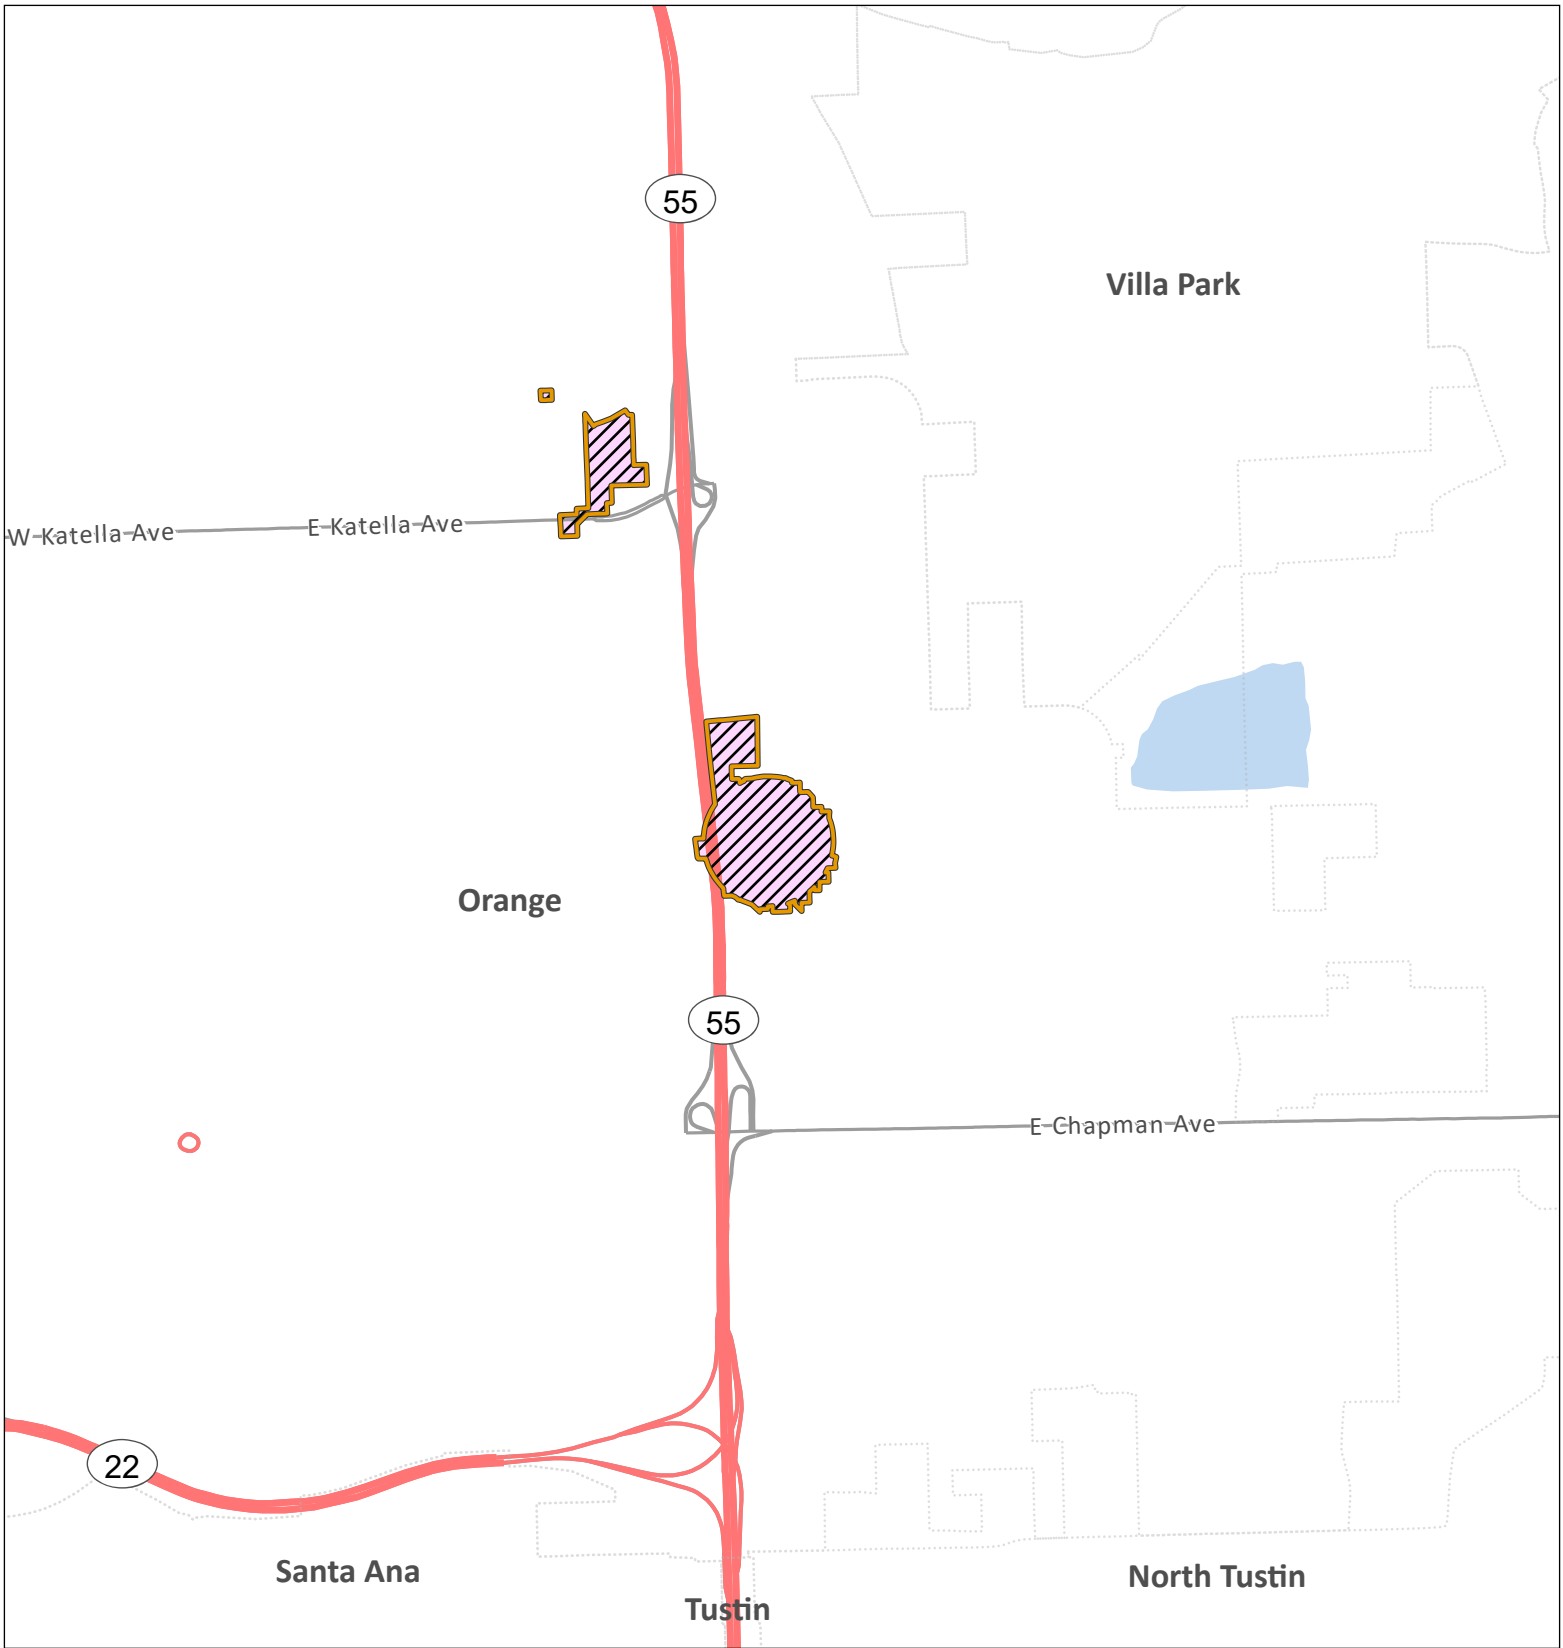 55
Villa Park
W Katella Ave
E Katella Ave
Orange
55
E Chapman Ave
22
Santa Ana
North Tustin
Tustin